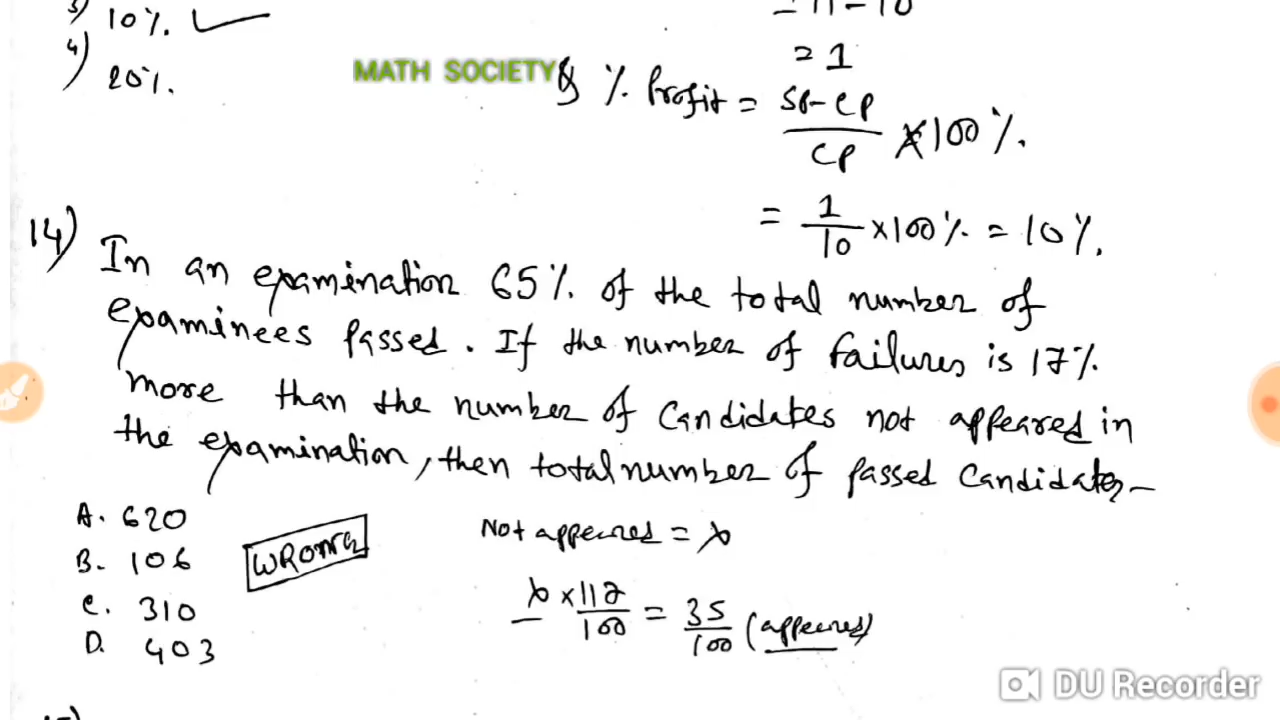 3) 10%.
4) 20%.
= 11 - 10
= 1
MATH SOCIETY
% Profit = SP - CP / CP × 100 %.
= 1/10 × 100% = 10%.
14) In an examination 65% of the total number of
examinees passed. If the number of failures is 17%
more than the number of candidates not appeared in
the examination, then total number of passed candidates -
A. 620
B. 106
C. 310
D. 403
WRONG
Not appeared = x
x × 117/100 = 35/100 (appeared)
DU Recorder